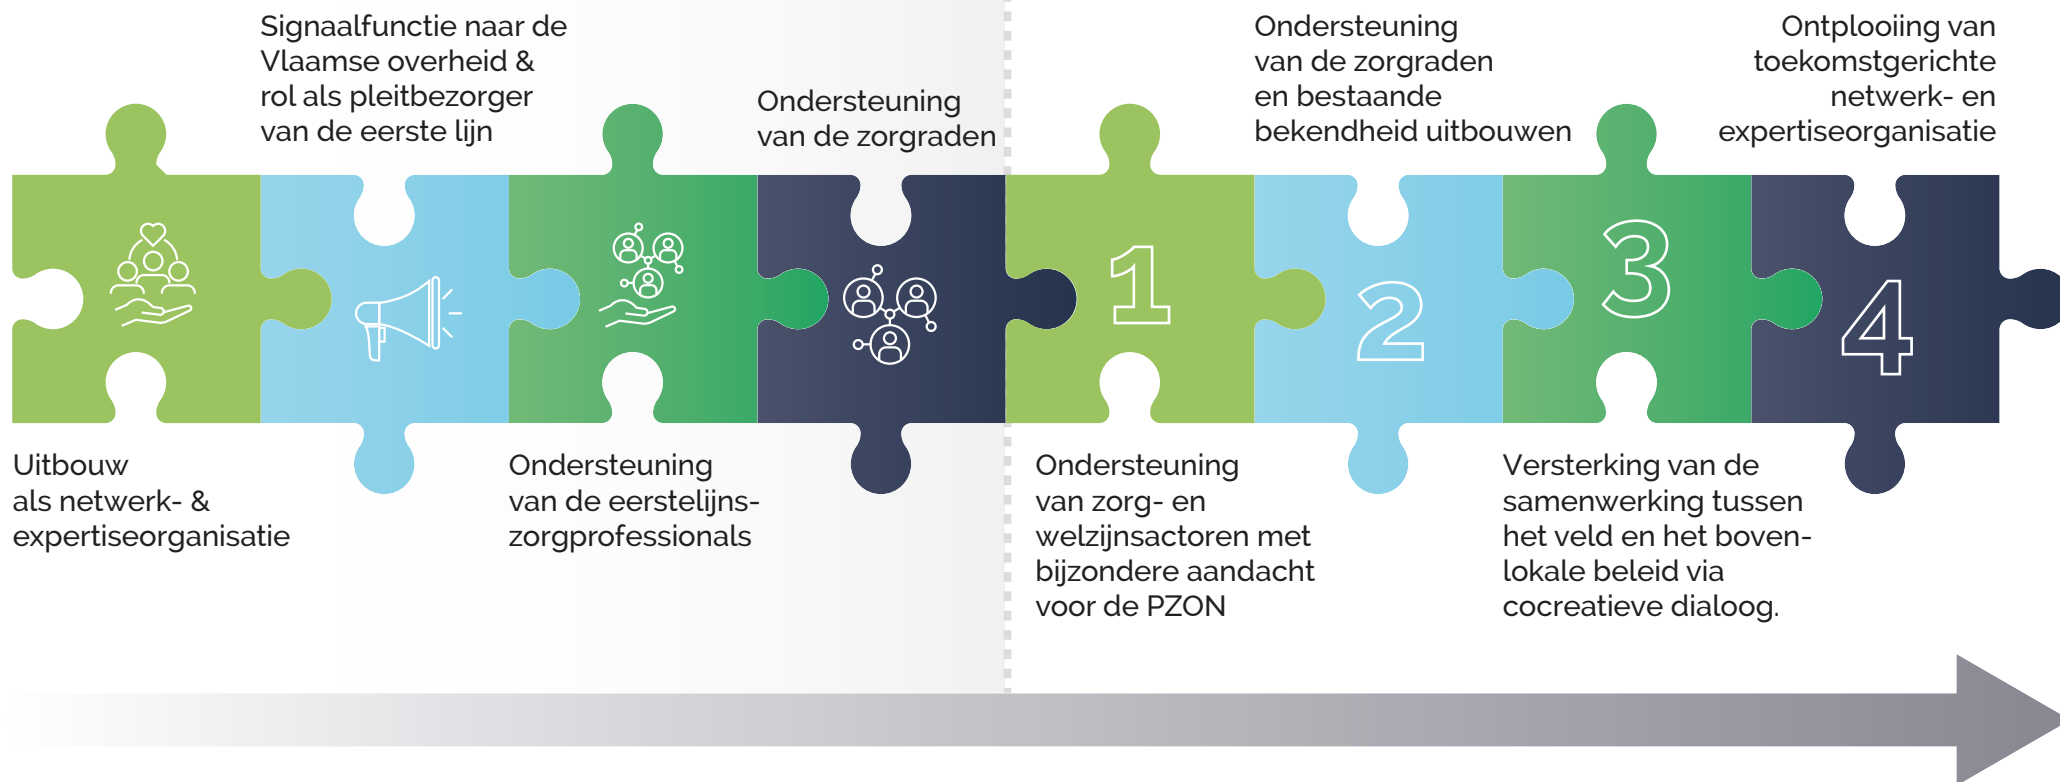 Signaalfunctie naar de
Vlaamse overheid &
rol als pleitbezorger
van de eerste lijn
Ondersteuning
van de zorgraden
Ondersteuning
van de zorgraden
en bestaande
bekendheid uitbouwen
Ontplooiing van
toekomstgerichte
netwerk- en
expertiseorganisatie
1
2
3
4
Uitbouw
als netwerk- &
expertiseorganisatie
Ondersteuning
van de eerstelijns-
zorgprofessionals
Ondersteuning
van zorg- en
welzijnsactoren met
bijzondere aandacht
voor de PZON
Versterking van de
samenwerking tussen
het veld en het boven-
lokale beleid via
cocreatieve dialoog.